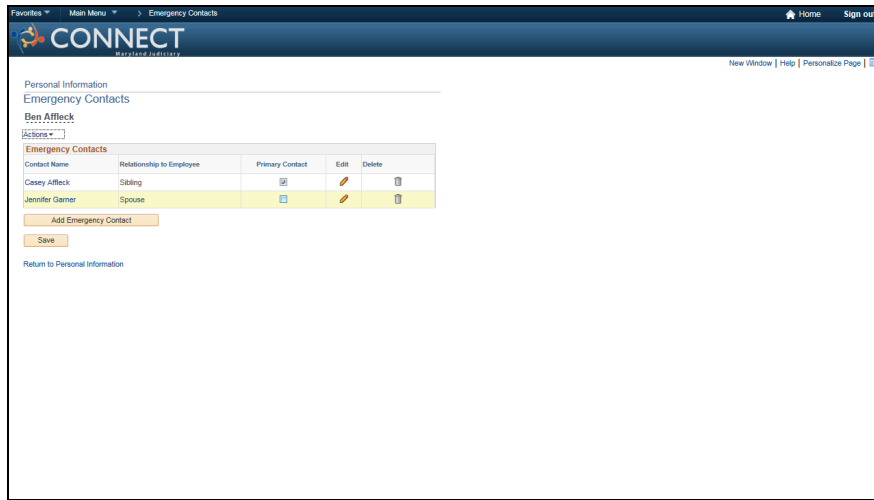 Favorites Main Menu > Emergency Contacts Home Sign out
CONNECT
Maryland Judiciary
New Window | Help | Personalize Page |
Personal Information
Emergency Contacts
Ben Affleck
Actions
Emergency Contacts
Contact Name Relationship to Employee Primary Contact Edit Delete
Casey Affleck Sibling
Jennifer Garner Spouse
Add Emergency Contact
Save
Return to Personal Information